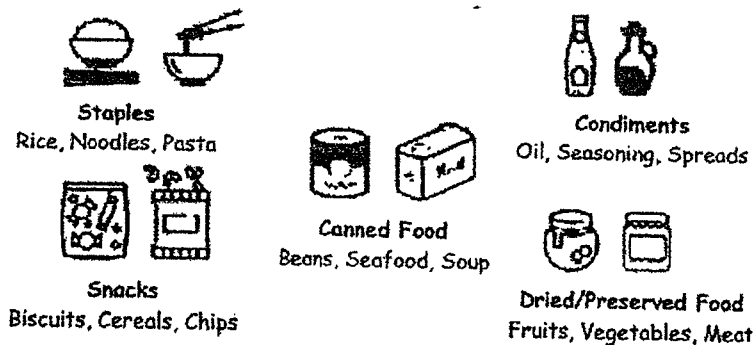 Staples
Rice, Noodles, Pasta
Condiments
Oil, Seasoning, Spreads
Canned Food
Beans, Seafood, Soup
Snacks
Biscuits, Cereals, Chips
Dried/Preserved Food
Fruits, Vegetables, Meat